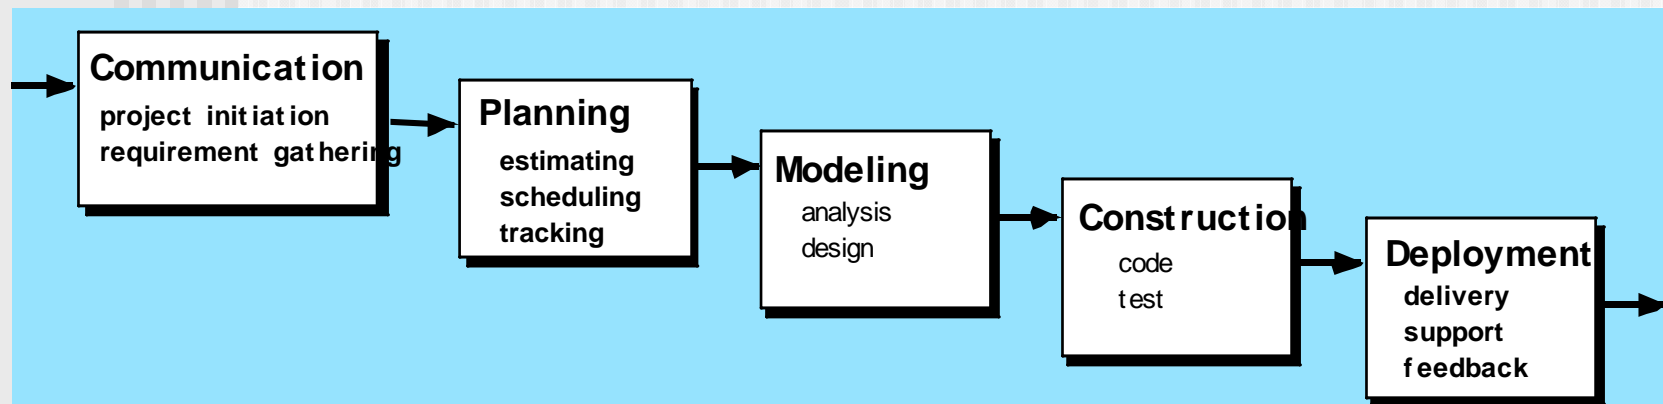 Communication
project initiation
requirement gathering
Planning
estimating
scheduling
tracking
Modeling
analysis
design
Construction
code
test
Deployment
delivery
support
feedback